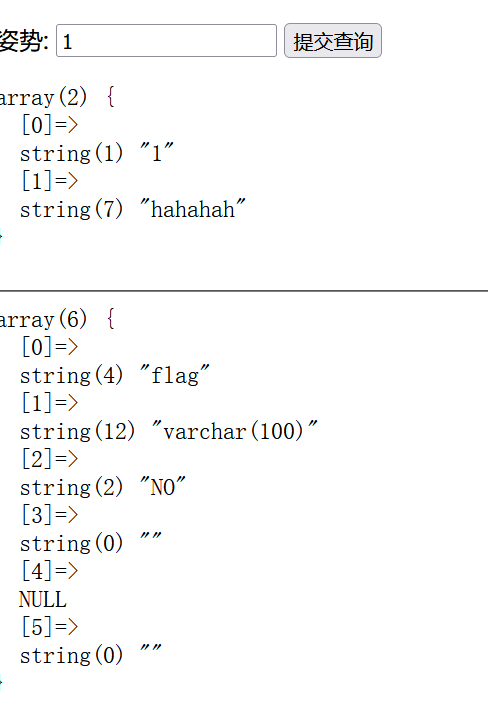 姿势: 1 提交查询
array(2) {
  [0]=>
  string(1) "1"
  [1]=>
  string(7) "hahahah"
}
array(6) {
  [0]=>
  string(4) "flag"
  [1]=>
  string(12) "varchar(100)"
  [2]=>
  string(2) "NO"
  [3]=>
  string(0) ""
  [4]=>
  NULL
  [5]=>
  string(0) ""
}